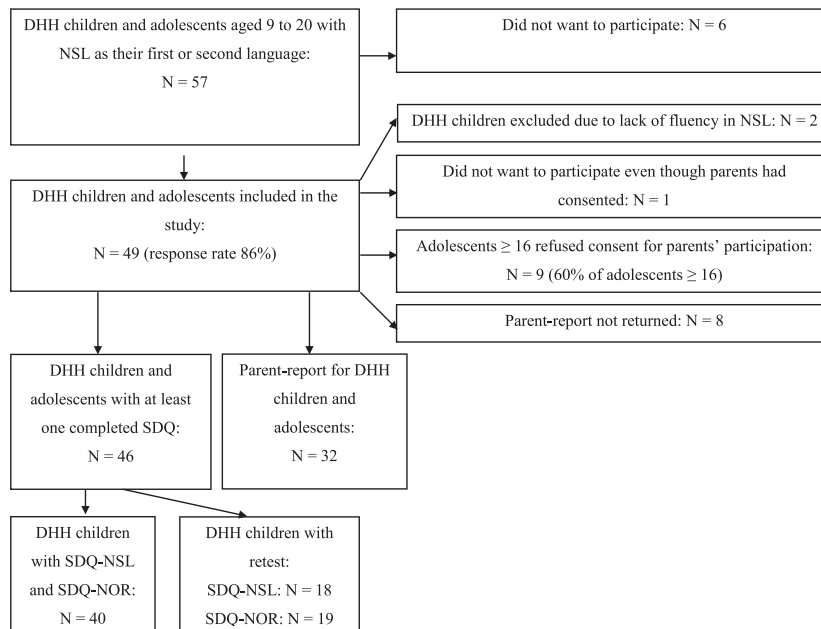 DHH children and adolescents aged 9 to 20 with
NSL as their first or second language:
N = 57
Did not want to participate: N = 6
DHH children excluded due to lack of fluency in NSL: N = 2
Did not want to participate even though parents had
consented: N = 1
DHH children and adolescents included in the
study:
N = 49 (response rate 86%)
Adolescents ≥ 16 refused consent for parents’ participation:
N = 9 (60% of adolescents ≥ 16)
Parent-report not returned: N = 8
DHH children and
adolescents with at least
one completed SDQ:
N = 46
Parent-report for DHH
children and
adolescents:
N = 32
DHH children
with SDQ-NSL
and SDQ-NOR:
N = 40
DHH children with
retest:
SDQ-NSL: N = 18
SDQ-NOR: N = 19